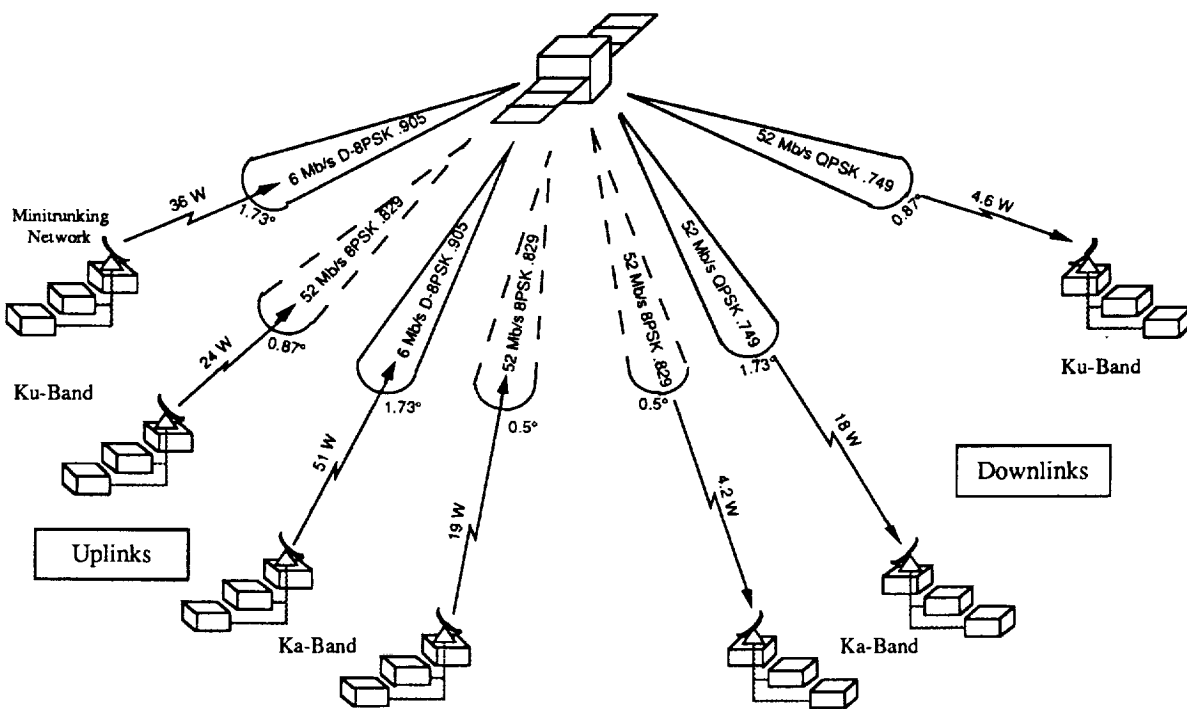 6 Mb/s D-8PSK .905
36 W
1.73°
Minitrunking
Network
52 Mb/s 8PSK .829
24 W
0.87°
Ku-Band
6 Mb/s D-8PSK .905
51 W
1.73°
52 Mb/s 8PSK .829
19 W
0.5°
Uplinks
Ka-Band
52 Mb/s 8PSK .829
0.5°
4.2 W
52 Mb/s QPSK .749
1.73°
18 W
52 Mb/s QPSK .749
0.87°
4.6 W
Ku-Band
Downlinks
Ka-Band